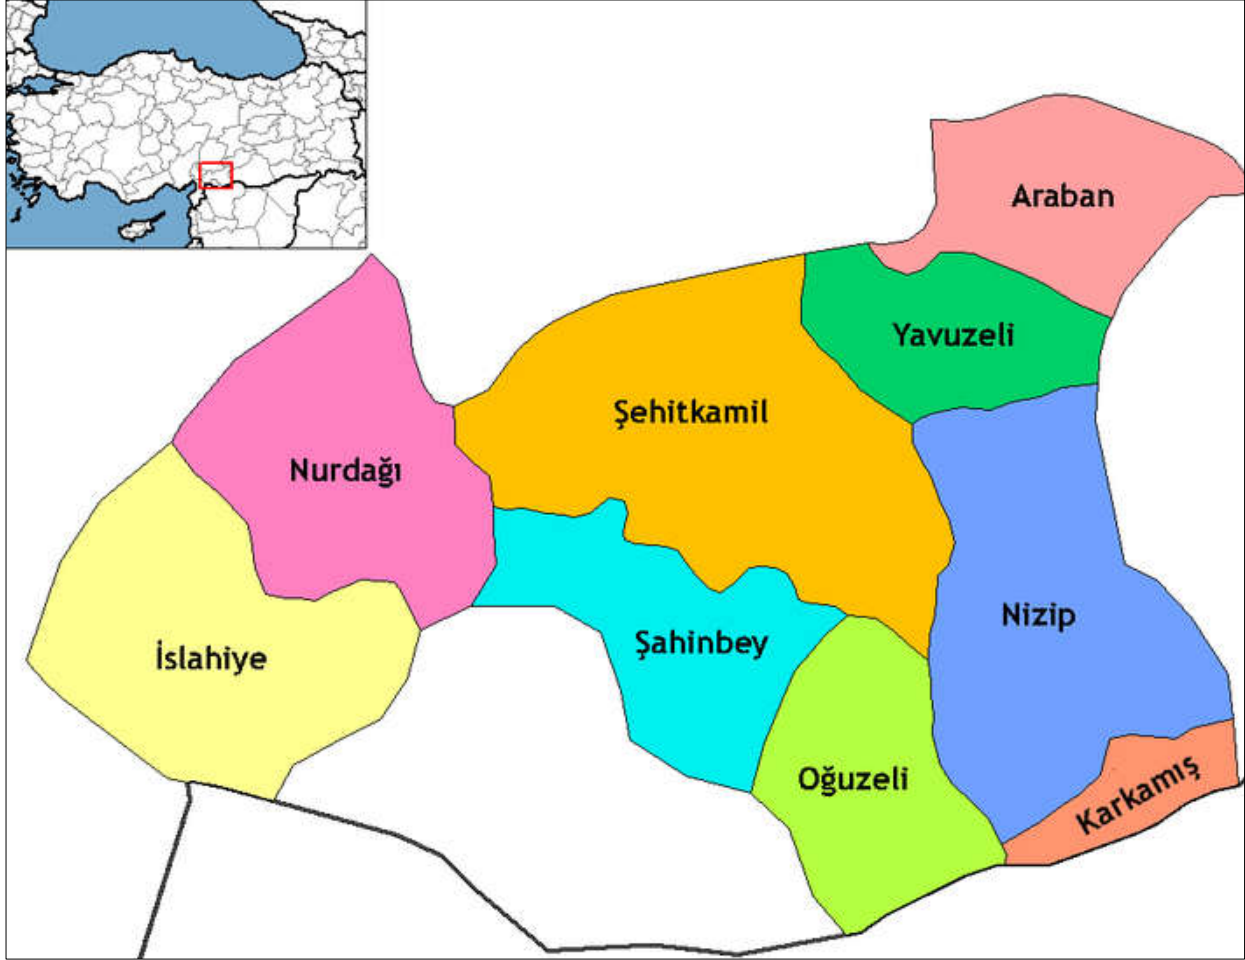 Araban
Yavuzeli
Şehitkamil
Nurdağı
Nizip
Şahinbey
İslahiye
Oğuzeli
Karkamış